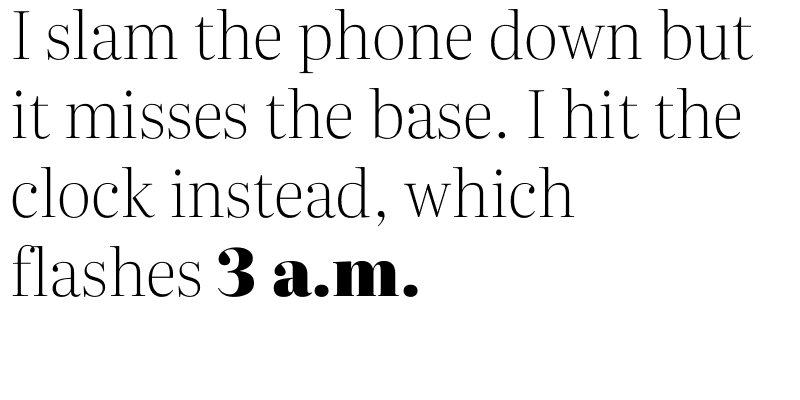 I slam the phone down but
it misses the base. I hit the
clock instead, which
flashes 3 a.m.